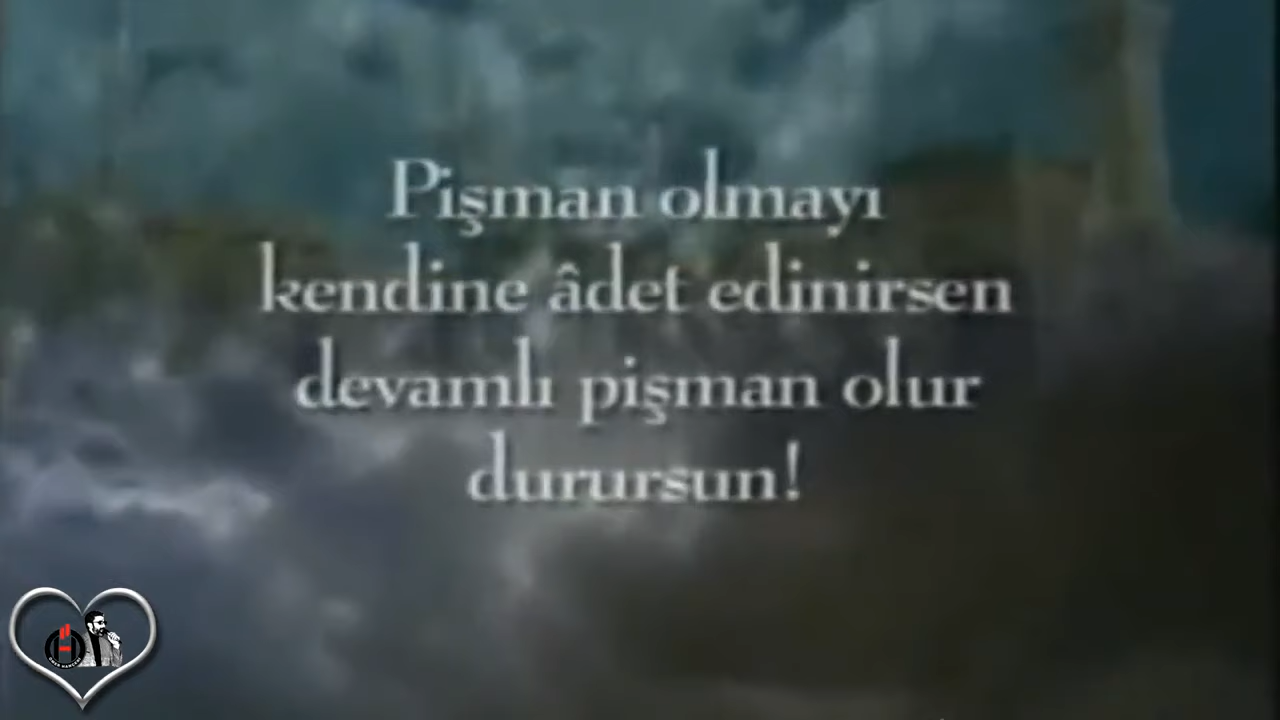 Pişman olmayı
kendine âdet edinirsen
devamlı pişman olur
durursun!